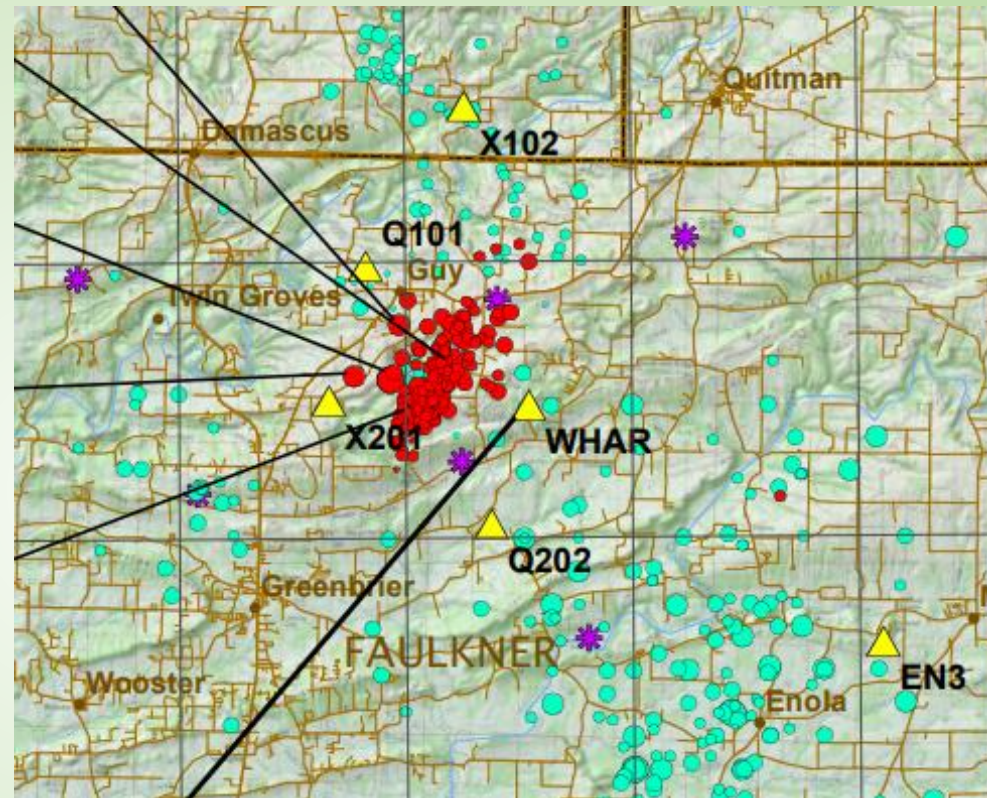 Quitman
Damascus
X102
Q101
Guy
Twin Groves
X201
WHAR
Q202
Greenbrier
FAULKNER
EN3
Wooster
Enola